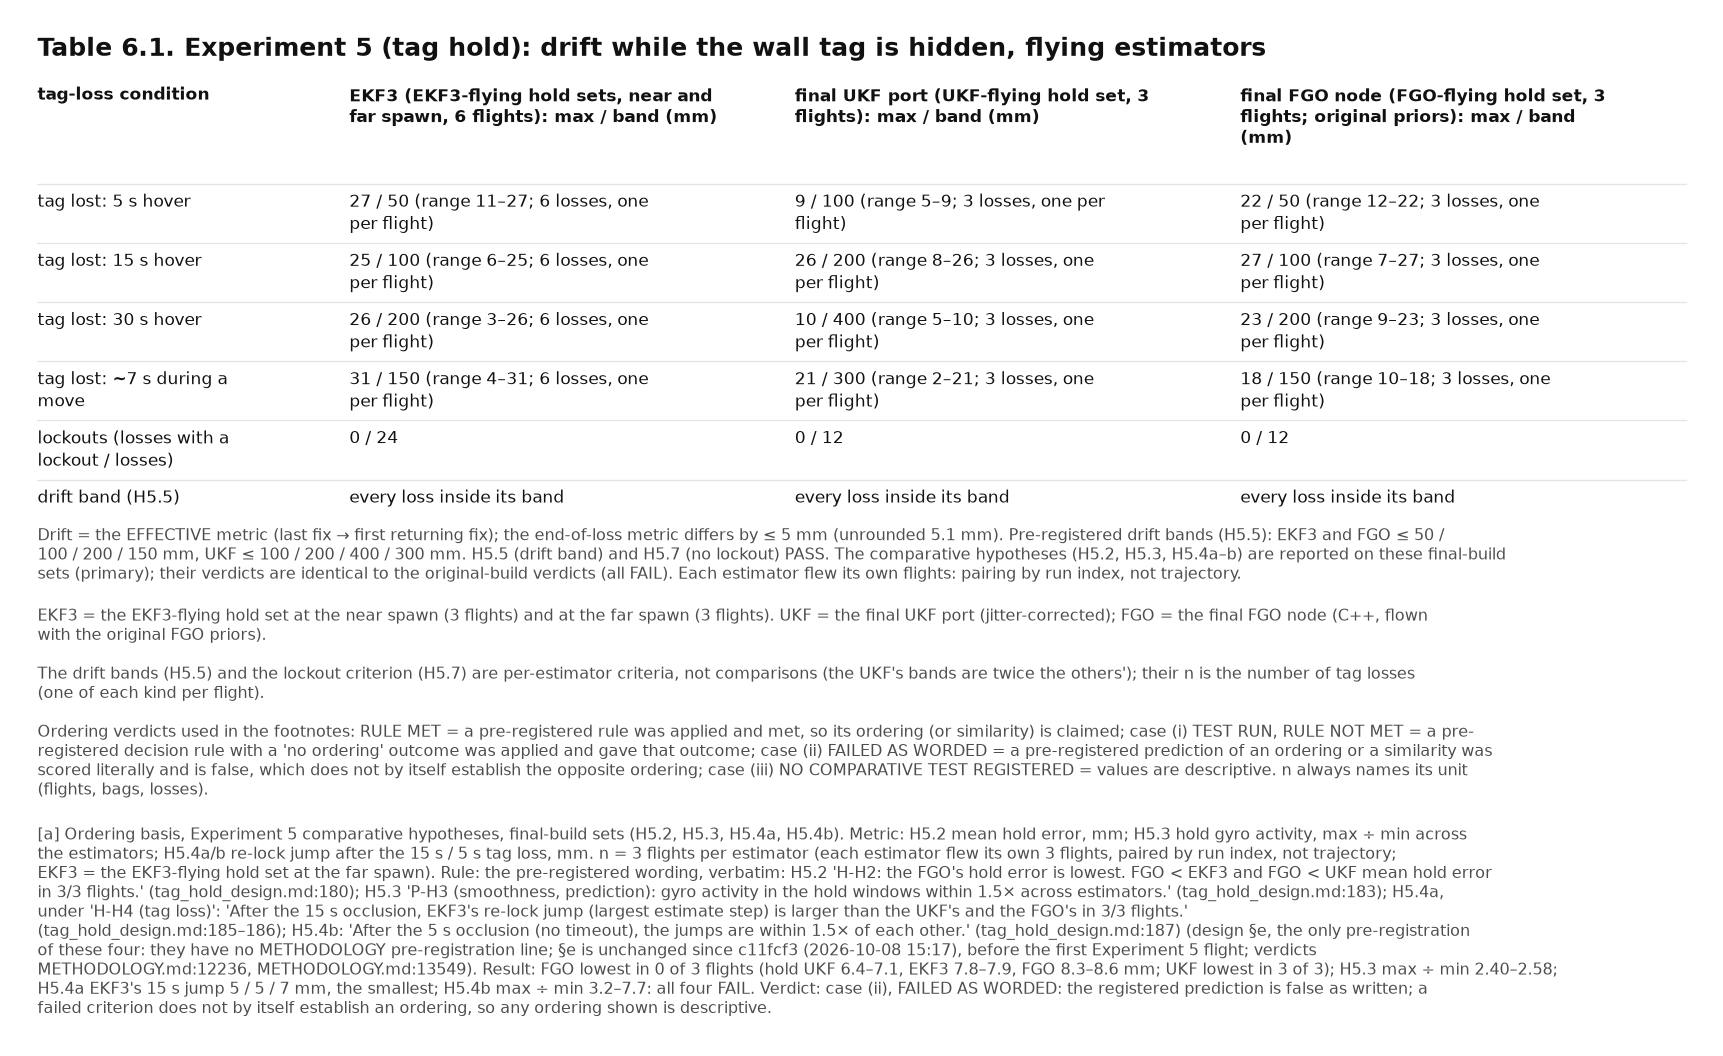 Table 6.1. Experiment 5 (tag hold): drift while the wall tag is hidden, flying estimators
tag-loss condition
EKF3 (EKF3-flying hold sets, near and
far spawn, 6 flights): max / band (mm)
final UKF port (UKF-flying hold set, 3
flights): max / band (mm)
final FGO node (FGO-flying hold set, 3
flights; original priors): max / band
(mm)
tag lost: 5 s hover
27 / 50 (range 11–27; 6 losses, one
per flight)
9 / 100 (range 5–9; 3 losses, one per
flight)
22 / 50 (range 12–22; 3 losses, one
per flight)
tag lost: 15 s hover
25 / 100 (range 6–25; 6 losses, one
per flight)
26 / 200 (range 8–26; 3 losses, one
per flight)
27 / 100 (range 7–27; 3 losses, one
per flight)
tag lost: 30 s hover
26 / 200 (range 3–26; 6 losses, one
per flight)
10 / 400 (range 5–10; 3 losses, one
per flight)
23 / 200 (range 9–23; 3 losses, one
per flight)
tag lost: ~7 s during a
move
31 / 150 (range 4–31; 6 losses, one
per flight)
21 / 300 (range 2–21; 3 losses, one
per flight)
18 / 150 (range 10–18; 3 losses, one
per flight)
lockouts (losses with a
lockout / losses)
0 / 24
0 / 12
0 / 12
drift band (H5.5)
every loss inside its band
every loss inside its band
every loss inside its band
Drift = the EFFECTIVE metric (last fix → first returning fix); the end-of-loss metric differs by ≤ 5 mm (unrounded 5.1 mm). Pre-registered drift bands (H5.5): EKF3 and FGO ≤ 50 /
100 / 200 / 150 mm, UKF ≤ 100 / 200 / 400 / 300 mm. H5.5 (drift band) and H5.7 (no lockout) PASS. The comparative hypotheses (H5.2, H5.3, H5.4a–b) are reported on these final-build
sets (primary); their verdicts are identical to the original-build verdicts (all FAIL). Each estimator flew its own flights: pairing by run index, not trajectory.
EKF3 = the EKF3-flying hold set at the near spawn (3 flights) and at the far spawn (3 flights). UKF = the final UKF port (jitter-corrected); FGO = the final FGO node (C++, flown
with the original FGO priors).
The drift bands (H5.5) and the lockout criterion (H5.7) are per-estimator criteria, not comparisons (the UKF's bands are twice the others'); their n is the number of tag losses
(one of each kind per flight).
Ordering verdicts used in the footnotes: RULE MET = a pre-registered rule was applied and met, so its ordering (or similarity) is claimed; case (i) TEST RUN, RULE NOT MET = a pre-
registered decision rule with a 'no ordering' outcome was applied and gave that outcome; case (ii) FAILED AS WORDED = a pre-registered prediction of an ordering or a similarity was
scored literally and is false, which does not by itself establish the opposite ordering; case (iii) NO COMPARATIVE TEST REGISTERED = values are descriptive. n always names its unit
(flights, bags, losses).
[a] Ordering basis, Experiment 5 comparative hypotheses, final-build sets (H5.2, H5.3, H5.4a, H5.4b). Metric: H5.2 mean hold error, mm; H5.3 hold gyro activity, max ÷ min across
the estimators; H5.4a/b re-lock jump after the 15 s / 5 s tag loss, mm. n = 3 flights per estimator (each estimator flew its own 3 flights, paired by run index, not trajectory;
EKF3 = the EKF3-flying hold set at the far spawn). Rule: the pre-registered wording, verbatim: H5.2 'H-H2: the FGO's hold error is lowest. FGO < EKF3 and FGO < UKF mean hold error
in 3/3 flights.' (tag_hold_design.md:180); H5.3 'P-H3 (smoothness, prediction): gyro activity in the hold windows within 1.5× across estimators.' (tag_hold_design.md:183); H5.4a,
under 'H-H4 (tag loss)': 'After the 15 s occlusion, EKF3's re-lock jump (largest estimate step) is larger than the UKF's and the FGO's in 3/3 flights.'
(tag_hold_design.md:185–186); H5.4b: 'After the 5 s occlusion (no timeout), the jumps are within 1.5× of each other.' (tag_hold_design.md:187) (design §e, the only pre-registration
of these four: they have no METHODOLOGY pre-registration line; §e is unchanged since c11fcf3 (2026-10-08 15:17), before the first Experiment 5 flight; verdicts
METHODOLOGY.md:12236, METHODOLOGY.md:13549). Result: FGO lowest in 0 of 3 flights (hold UKF 6.4–7.1, EKF3 7.8–7.9, FGO 8.3–8.6 mm; UKF lowest in 3 of 3); H5.3 max ÷ min 2.40–2.58;
H5.4a EKF3's 15 s jump 5 / 5 / 7 mm, the smallest; H5.4b max ÷ min 3.2–7.7: all four FAIL. Verdict: case (ii), FAILED AS WORDED: the registered prediction is false as written; a
failed criterion does not by itself establish an ordering, so any ordering shown is descriptive.